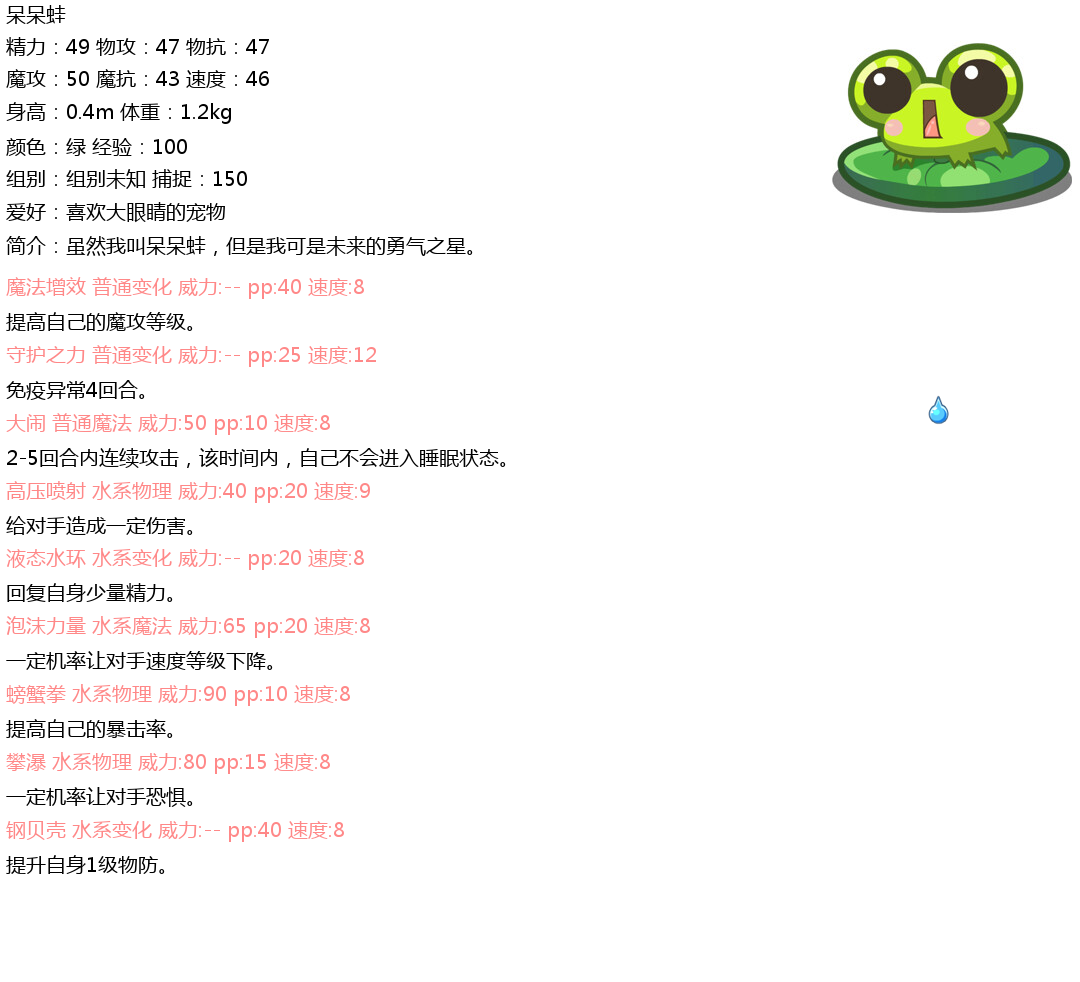 呆呆蛙
精力：49 物攻：47 物抗：47
魔攻：50 魔抗：43 速度：46
身高：0.4m 体重：1.2kg
颜色：绿 经验：100
组别：组别未知 捕捉：150
爱好：喜欢大眼睛的宠物
简介：虽然我叫呆呆蛙，但是我可是未来的勇气之星。
魔法增效 普通变化 威力:-- pp:40 速度:8
提高自己的魔攻等级。
守护之力 普通变化 威力:-- pp:25 速度:12
免疫异常4回合。
大闹 普通魔法 威力:50 pp:10 速度:8
2-5回合内连续攻击，该时间内，自己不会进入睡眠状态。
高压喷射 水系物理 威力:40 pp:20 速度:9
给对手造成一定伤害。
液态水环 水系变化 威力:-- pp:20 速度:8
回复自身少量精力。
泡沫力量 水系魔法 威力:65 pp:20 速度:8
一定机率让对手速度等级下降。
螃蟹拳 水系物理 威力:90 pp:10 速度:8
提高自己的暴击率。
攀瀑 水系物理 威力:80 pp:15 速度:8
一定机率让对手恐惧。
钢贝壳 水系变化 威力:-- pp:40 速度:8
提升自身1级物防。